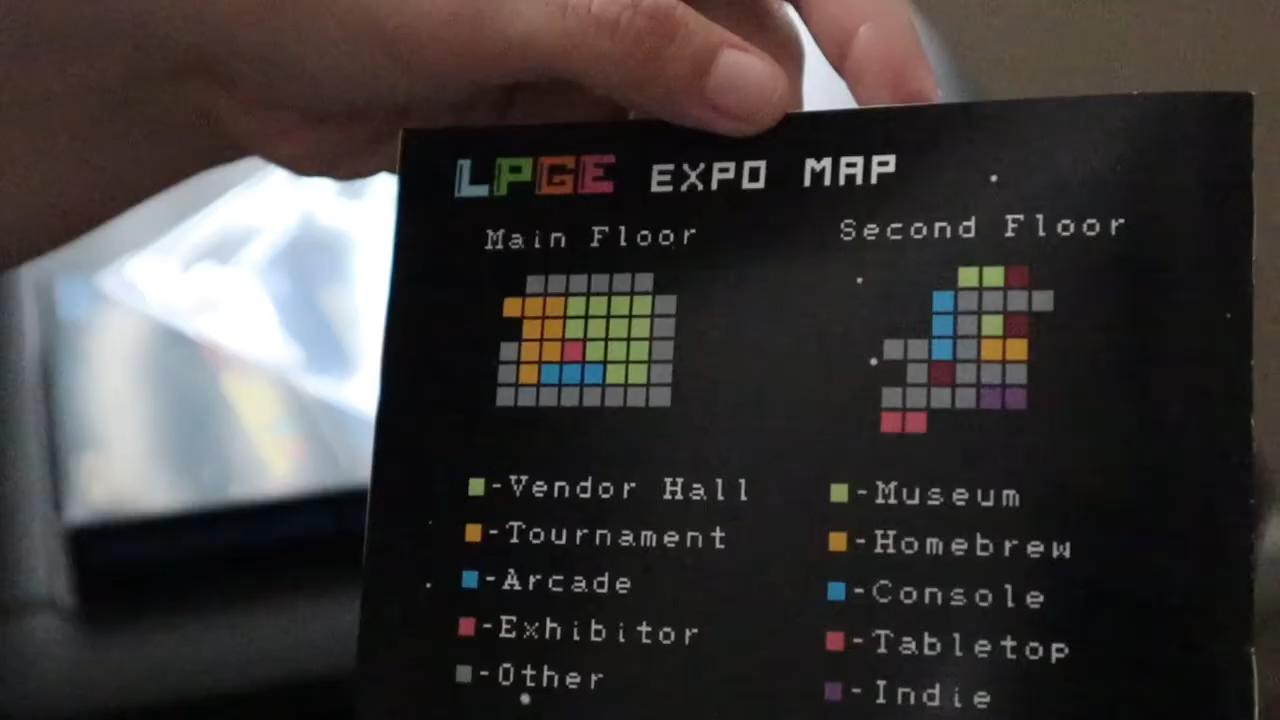 LPGE EXPO MAP
Main Floor
Second Floor
-Vendor Hall
-Tournament
-Arcade
-Exhibitor
-Other
-Museum
-Homebrew
-Console
-Tabletop
-Indie